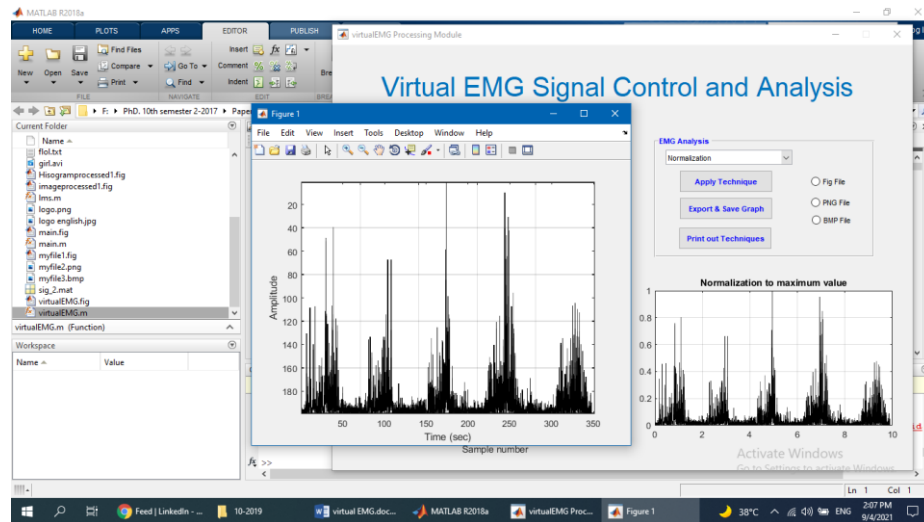 MATLAB R2018a
HOME PLOTS APPS EDITOR PUBLISH
New Open Save
Find Files
Compare
Print
Go To
Find
Insert
Comment
Indent
fx
Bre
FILE NAVIGATE EDIT
F: PhD. 10th semester 2-2017 Pape
Current Folder
Name
flol.txt
girl.avi
Hisogramprocessed1.fig
imageprocessed1.fig
lms.m
logo.png
logo english.jpg
main.fig
main.m
myfile1.fig
myfile2.png
myfile3.bmp
sig_2.mat
virtualEMG.fig
virtualEMG.m
virtualEMG.m (Function)
Workspace
Name Value
fx >>
virtualEMG Processing Module
Virtual EMG Signal Control and Analysis
Figure 1
File Edit View Insert Tools Desktop Window Help
20
40
60
80
100
120
140
160
180
Amplitude
50 100 150 200 250 300 350
Time (sec)
Sample number
EMG Analysis
Normalization
Apply Technique
Export & Save Graph
Print out Techniques
Fig File
PNG File
BMP File
Normalization to maximum value
1
0.8
0.6
0.4
0.2
0
0 2 4 6 8 10
Activate Windows
Go to Settings to activate Windows.
Ln 1 Col 1
Feed | LinkedIn - ... 10-2019 virtual EMG.doc... MATLAB R2018a virtualEMG Proc... Figure 1 38°C ENG
2:07 PM
9/4/2021